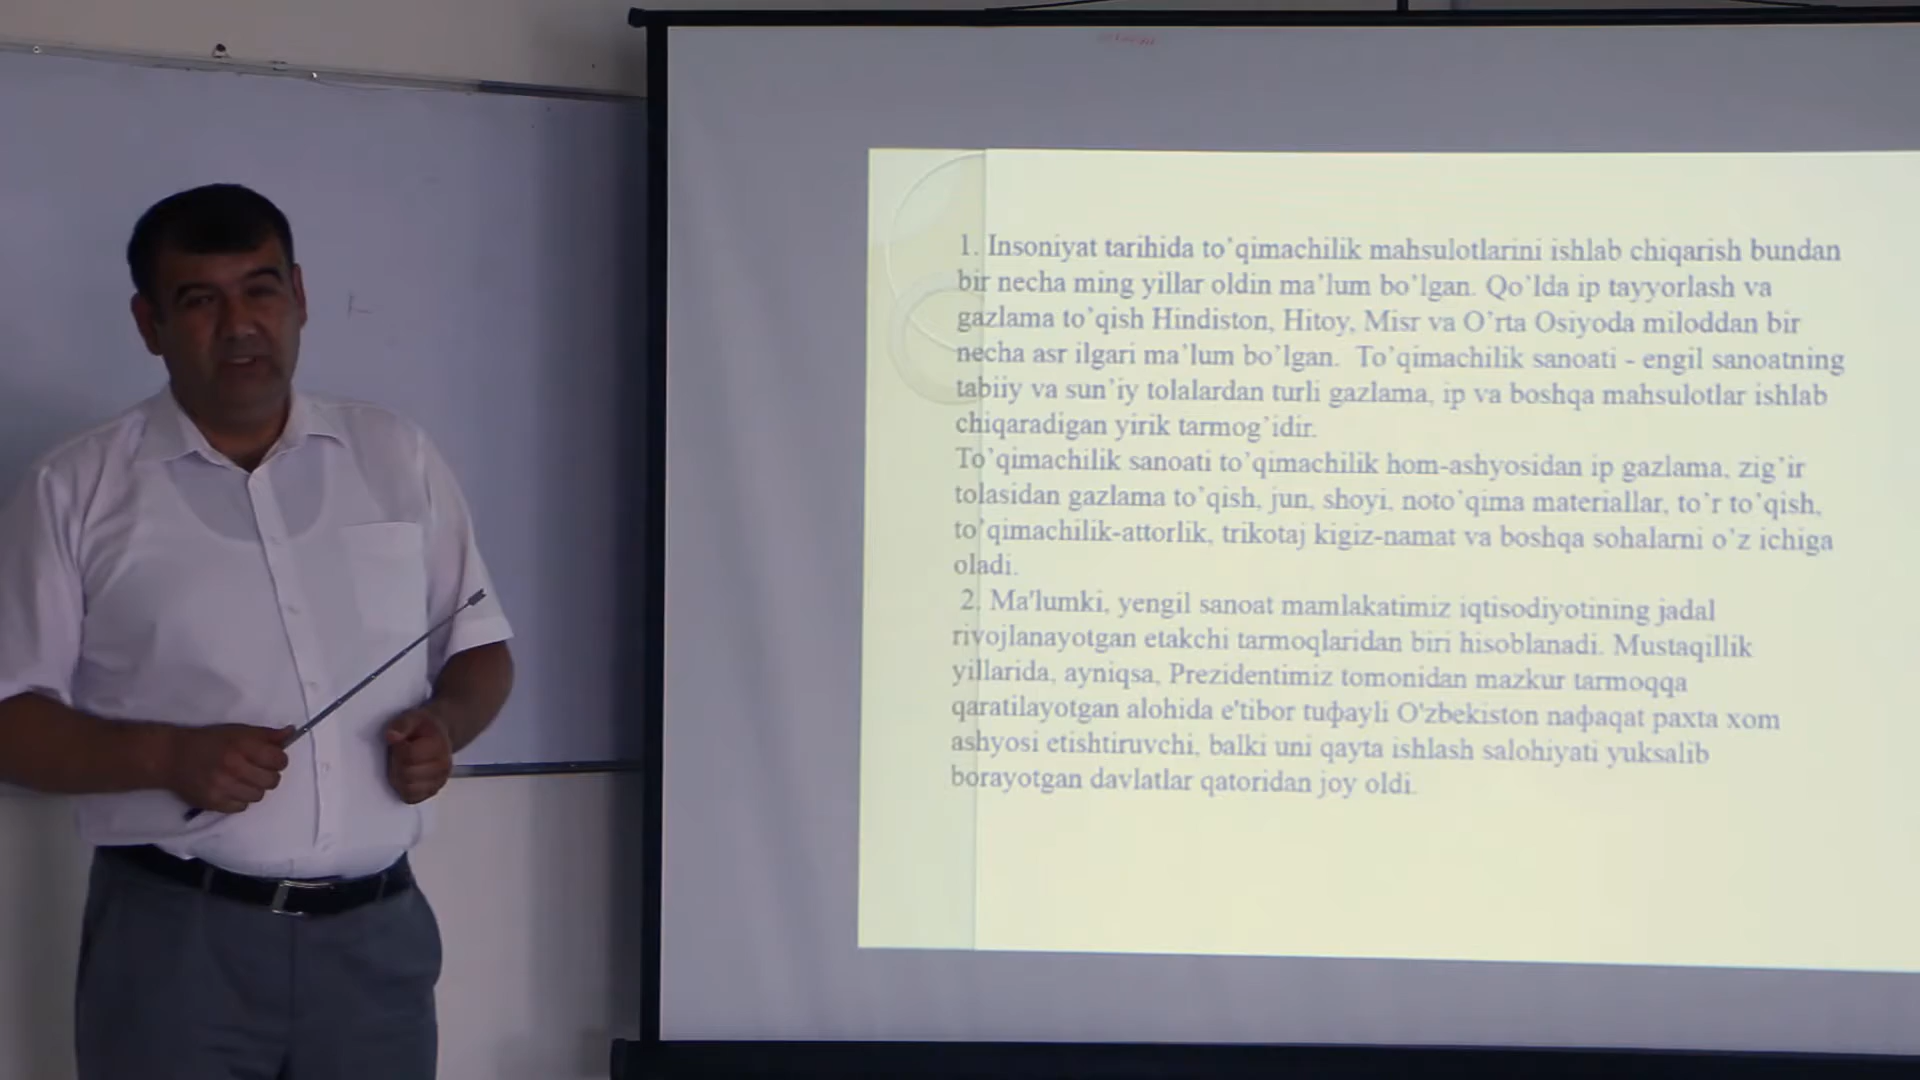 1. Insoniyat tarihida to’qimachilik mahsulotlarini ishlab chiqarish bundan
bir necha ming yillar oldin ma’lum bo’lgan. Qo’lda ip tayyorlash va
gazlama to’qish Hindiston, Hitoy, Misr va O’rta Osiyoda miloddan bir
necha asr ilgari ma’lum bo’lgan. To’qimachilik sanoati - engil sanoatning
tabiiy va sun’iy tolalardan turli gazlama, ip va boshqa mahsulotlar ishlab
chiqaradigan yirik tarmog’idir.
To’qimachilik sanoati to’qimachilik hom-ashyosidan ip gazlama, zig’ir
tolasidan gazlama to’qish, jun, shoyi, noto’qima materiallar, to’r to’qish,
to’qimachilik-attorlik, trikotaj kigiz-namat va boshqa sohalarni o’z ichiga
oladi.
2. Ma'lumki, yengil sanoat mamlakatimiz iqtisodiyotining jadal
rivojlanayotgan etakchi tarmoqlaridan biri hisoblanadi. Mustaqillik
yillarida, ayniqsa, Prezidentimiz tomonidan mazkur tarmoqqa
qaratilayotgan alohida e'tibor tuфayli O'zbekiston naфaqat paxta xom
ashyosi etishtiruvchi, balki uni qayta ishlash salohiyati yuksalib
borayotgan davlatlar qatoridan joy oldi.